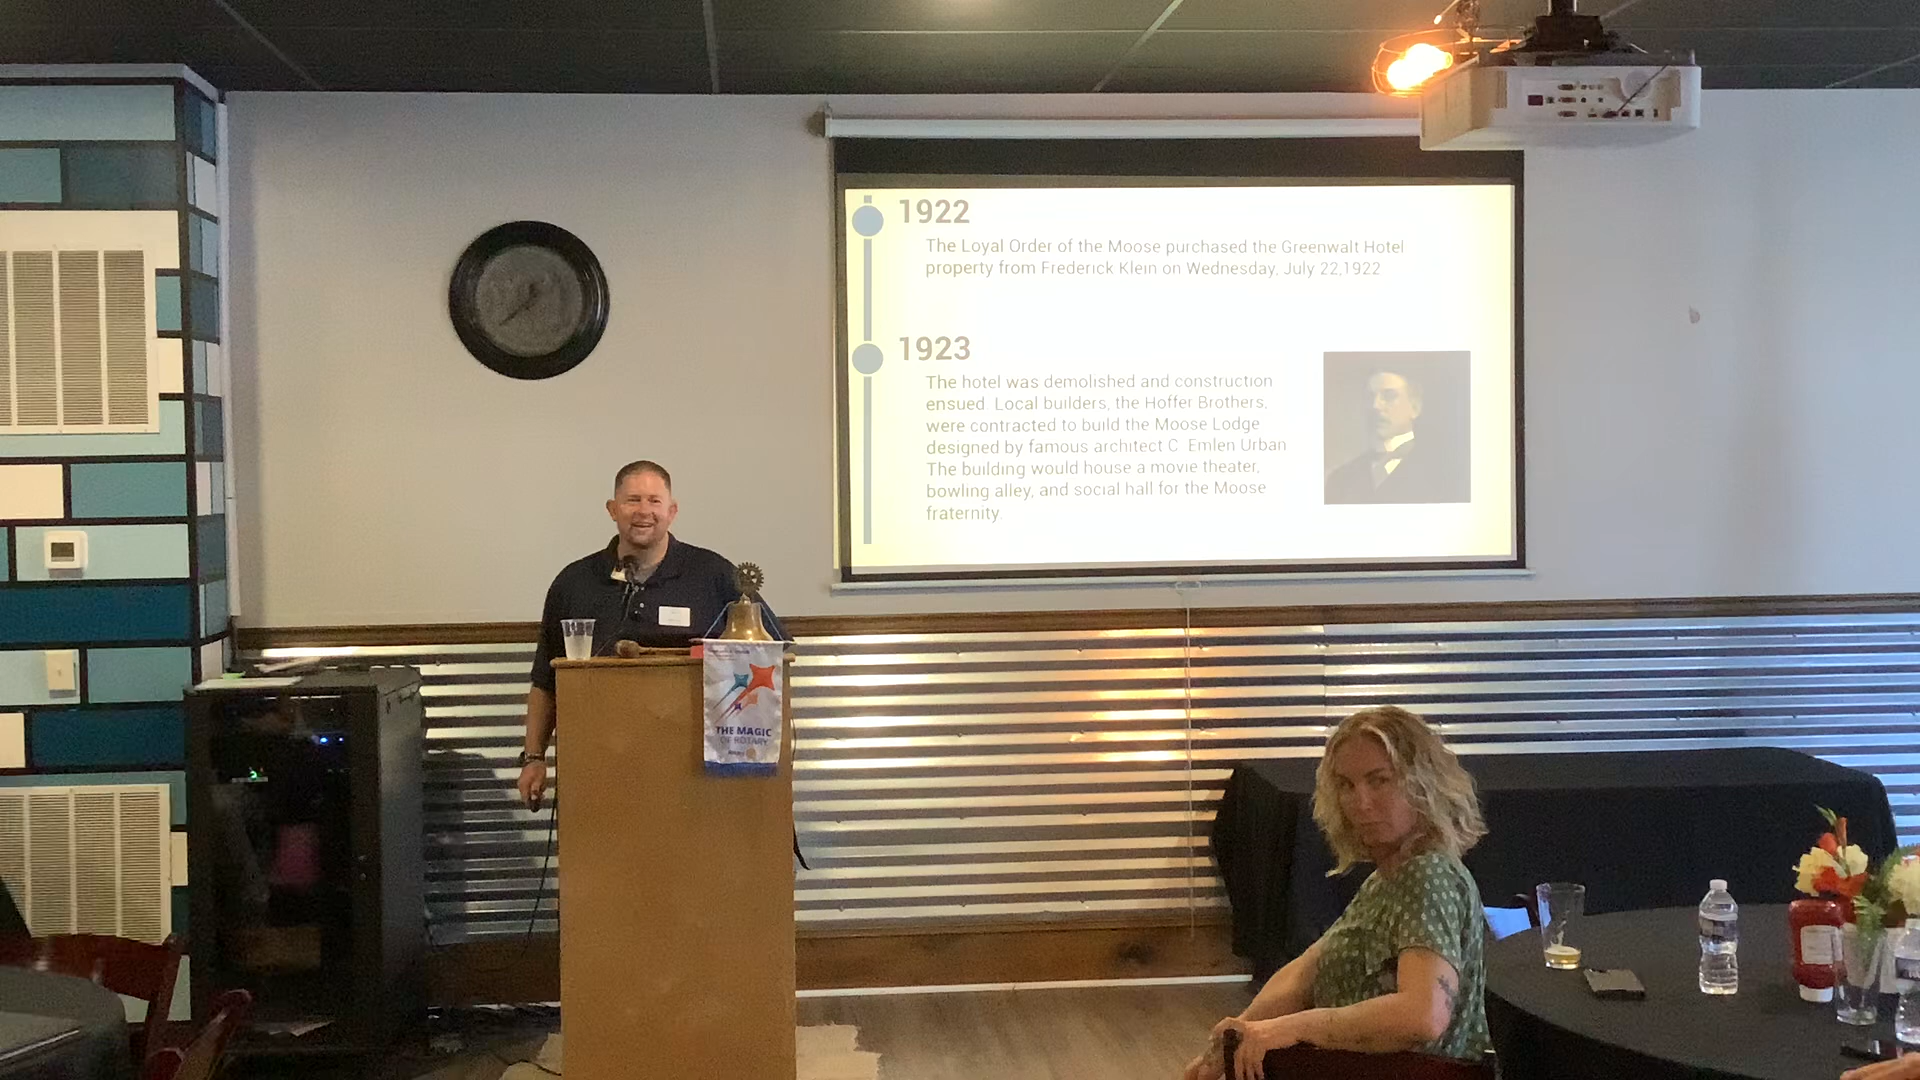 1922
The Loyal Order of the Moose purchased the Greenwalt Hotel
property from Frederick Klein on Wednesday, July 22,1922
1923
The hotel was demolished and construction
ensued. Local builders, the Hoffer Brothers,
were contracted to build the Moose Lodge
designed by famous architect C. Emlen Urban.
The building would house a movie theater,
bowling alley, and social hall for the Moose
fraternity.
THE MAGIC
OF ROTARY